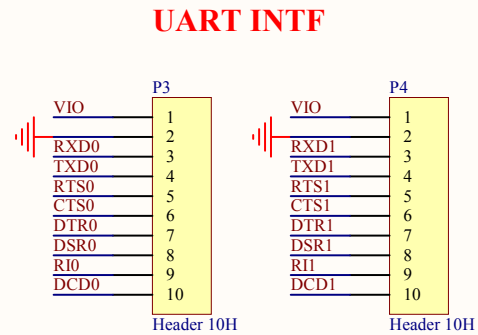 UART INTF
P3
VIO 1
2
RXD0 3
TXD0 4
RTS0 5
CTS0 6
DTR0 7
DSR0 8
RI0 9
DCD0 10
Header 10H
P4
VIO 1
2
RXD1 3
TXD1 4
RTS1 5
CTS1 6
DTR1 7
DSR1 8
RI1 9
DCD1 10
Header 10H